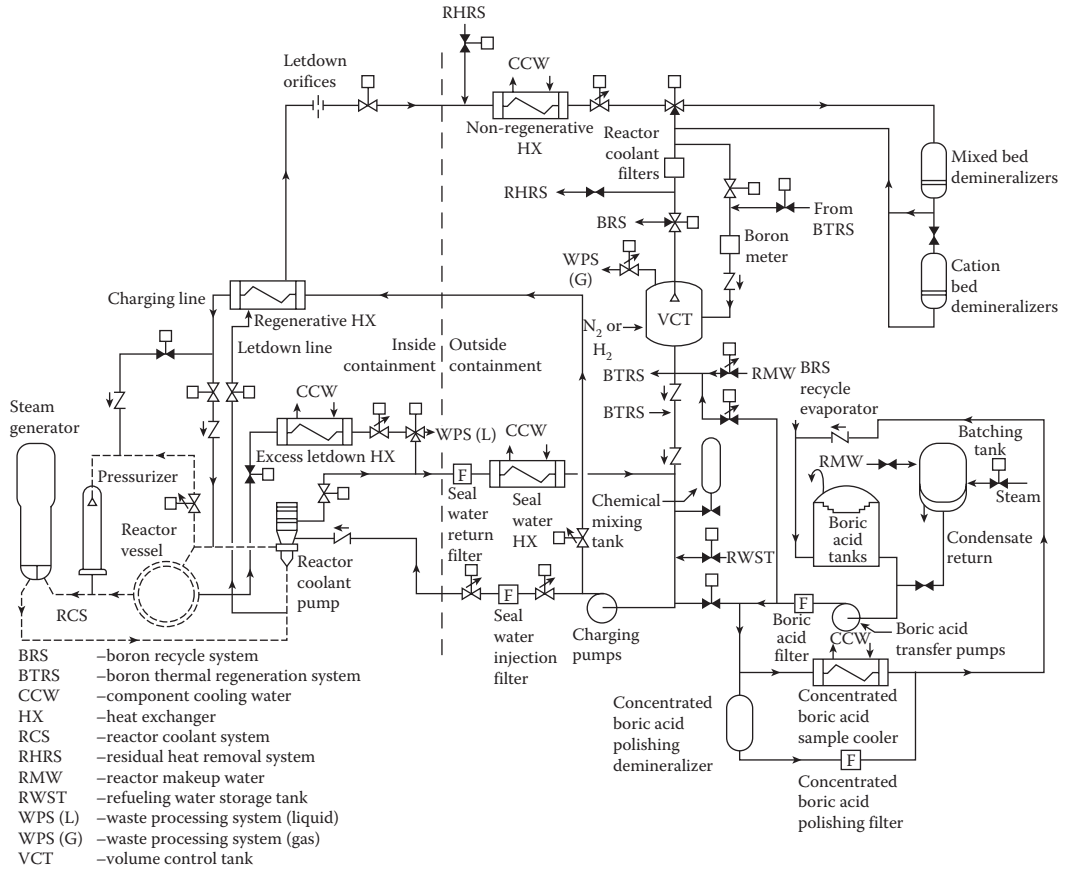 RHRS
Letdown
orifices
CCW
Non-regenerative
HX
Reactor
coolant
filters
Mixed bed
demineralizers
RHRS
From
BTRS
BRS
Boron
meter
WPS
(G)
Cation
bed
demineralizers
Charging line
Regenerative HX
VCT
N2 or
H2
Letdown line
Inside
containment
Outside
containment
BTRS
RMW
BRS
recycle
evaporator
CCW
BTRS
Steam
generator
WPS (L)
CCW
Batching
tank
Excess letdown HX
Pressurizer
RMW
Steam
F
Seal
water
return
filter
Seal
water
HX
Chemical
mixing
tank
Boric
acid
tanks
Condensate
return
Reactor
vessel
RWST
Reactor
coolant
pump
RCS
F
Seal
water
injection
filter
Charging
pumps
F
Boric
acid
filter
CCW
Boric acid
transfer pumps
Concentrated
boric acid
polishing
demineralizer
Concentrated
boric acid
sample cooler
F
Concentrated
boric acid
polishing filter
BRS –boron recycle system
BTRS –boron thermal regeneration system
CCW –component cooling water
HX –heat exchanger
RCS –reactor coolant system
RHRS –residual heat removal system
RMW –reactor makeup water
RWST –refueling water storage tank
WPS (L) –waste processing system (liquid)
WPS (G) –waste processing system (gas)
VCT –volume control tank